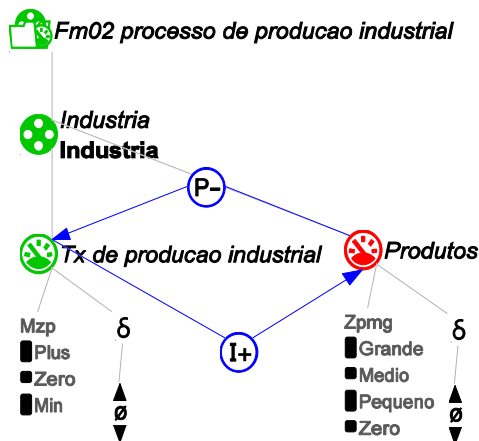 Fm02 processo de producao industrial
Industria
Industria
P-
Tx de producao industrial
Produtos
Mzp
δ
Plus
Zero
Min
ø
I+
Zpmg
δ
Grande
Medio
Pequeno
Zero
ø